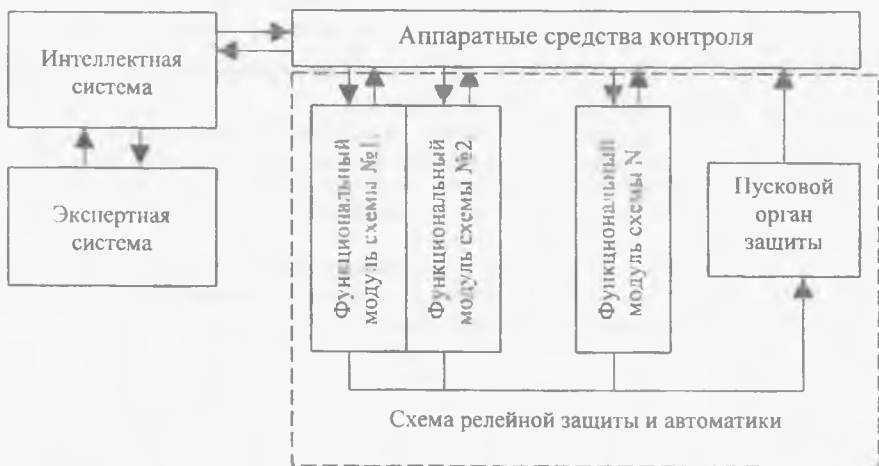 Интеллектная
система
Аппаратные средства контроля
Экспертная
система
Функциональный
модуль схемы №1
Функциональный
модуль схемы №2
Функциональный
модуль схемы N
Пусковой
орган
защиты
Схема релейной защиты и автоматики